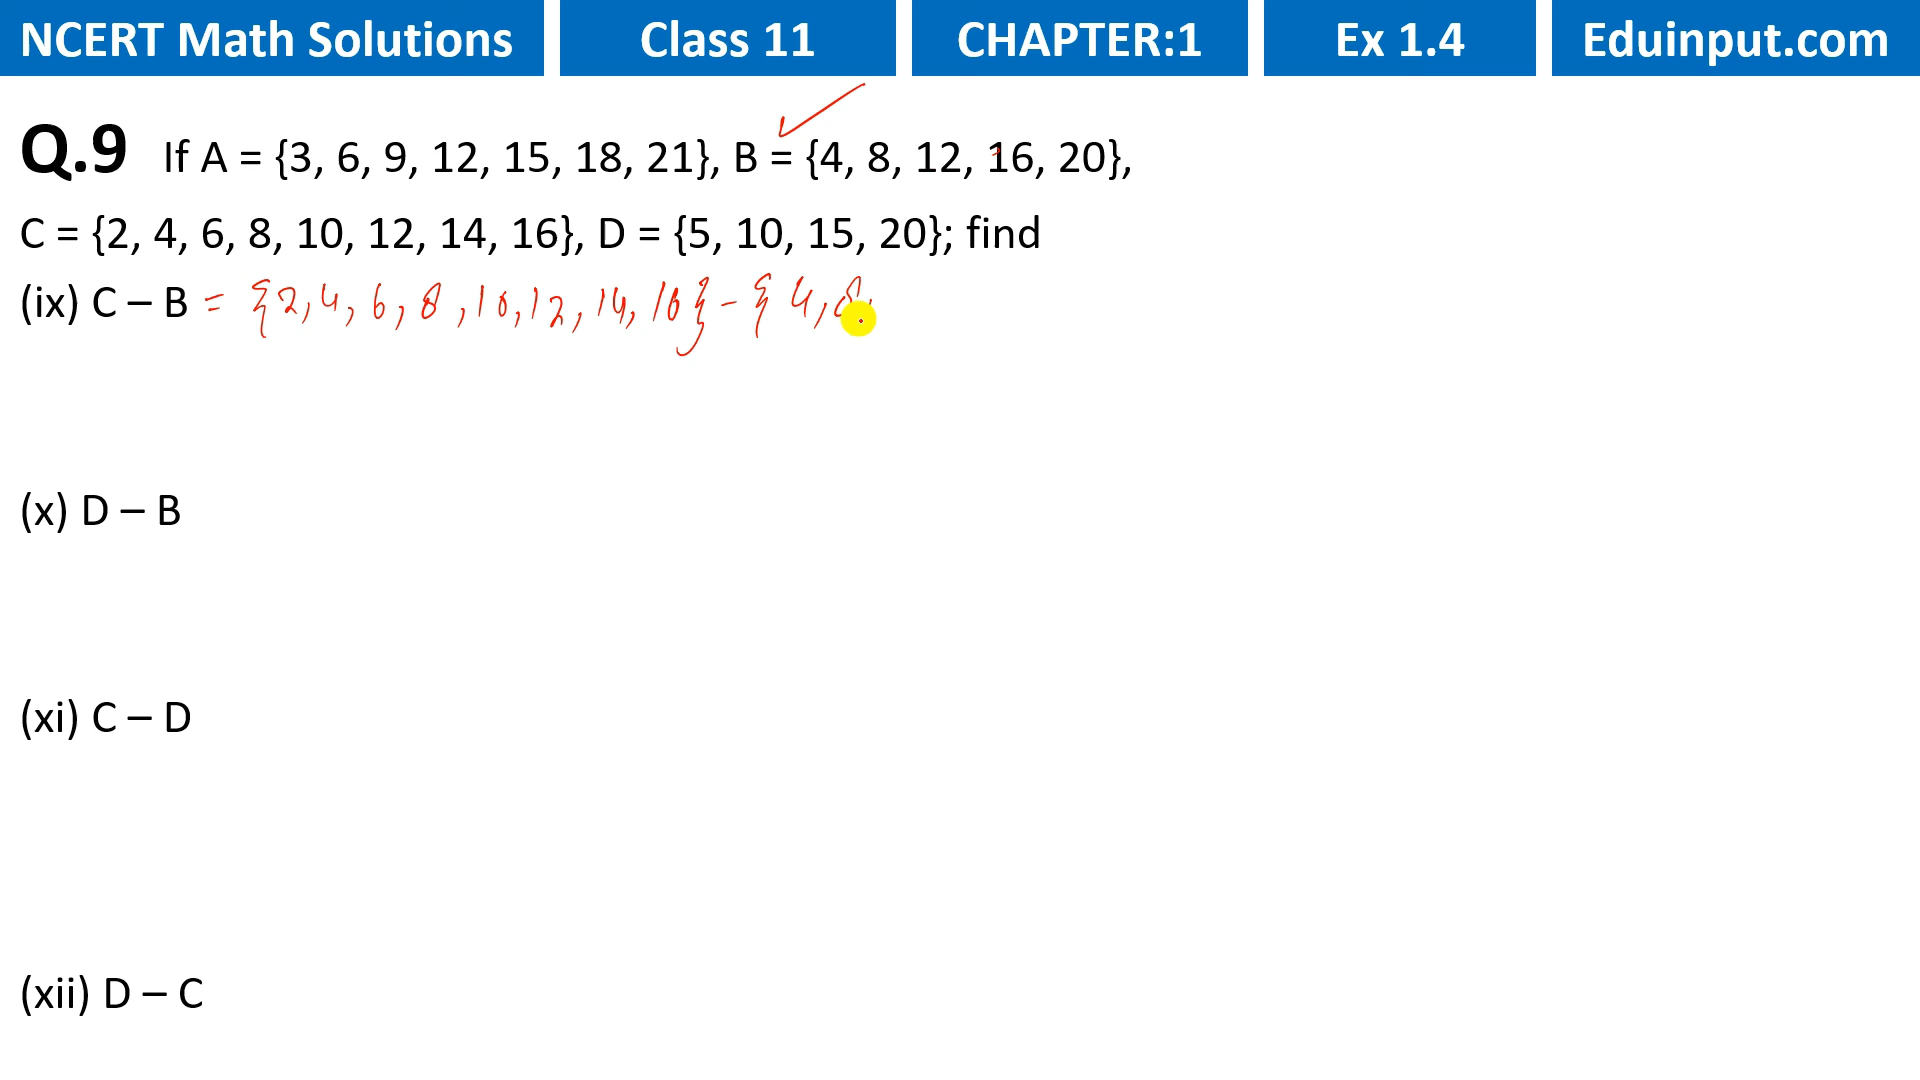 NCERT Math Solutions Class 11 CHAPTER:1 Ex 1.4 Eduinput.com
Q.9 If A = {3, 6, 9, 12, 15, 18, 21}, B = {4, 8, 12, 16, 20},
C = {2, 4, 6, 8, 10, 12, 14, 16}, D = {5, 10, 15, 20}; find
(ix) C – B = {2, 4, 6, 8, 10, 12, 14, 16} - { 4, 8,
(x) D – B
(xi) C – D
(xii) D – C